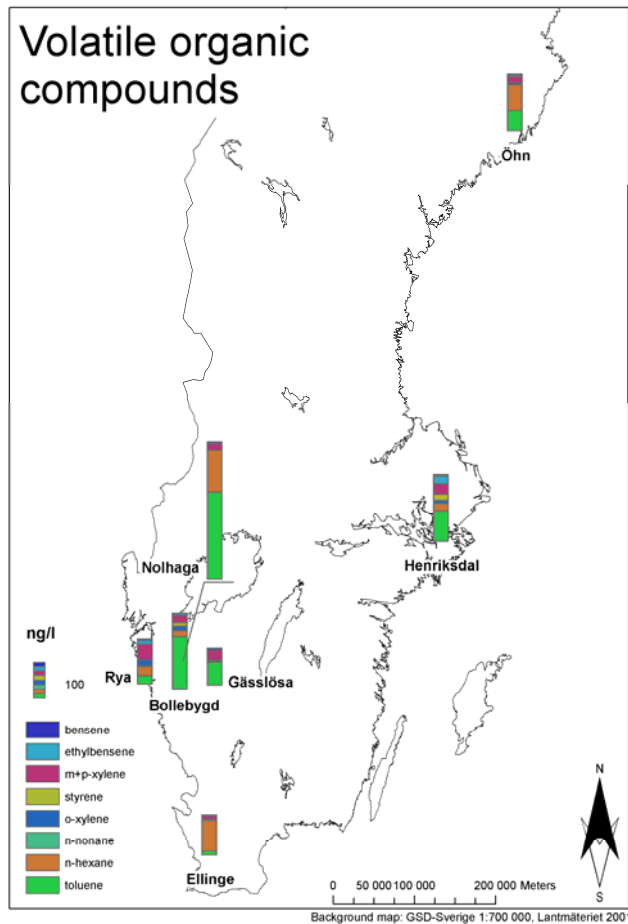 Volatile organic
compounds
Öhn
Nolhaga
Henriksdal
ng/l
100
Rya
Gässlösa
Bollebygd
bensene
ethylbensene
m+p-xylene
styrene
o-xylene
n-nonane
n-hexane
toluene
Ellinge
N
S
0 50 000 100 000 200 000 Meters
Background map: GSD-Sverige 1:700 000, Lantmäteriet 200